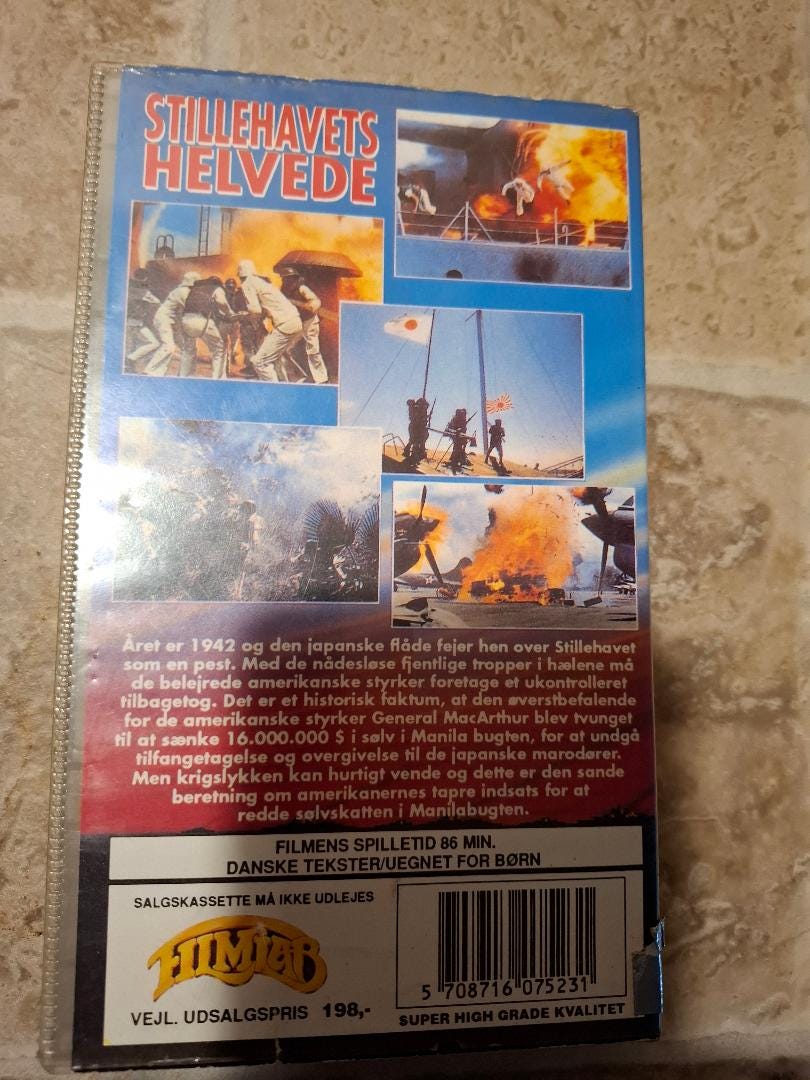 STILLEHAVETS
HELVEDE
Året er 1942 og den japanske flåde fejer hen over Stillehavet
som en pest. Med de nådesløse fjentlige tropper i hælene må
de belejrede amerikanske styrker foretage et ukontrolleret
tilbagetog. Det er et historisk faktum, at den øverstbefalende
for de amerikanske styrker General MacArthur blev tvunget
til at sænke 16.000.000 $ i sølv i Manila bugten, for at undgå
tilfangetagelse og overgivelse til de japanske marodører.
Men krigslykken kan hurtigt vende og dette er den sande
beretning om amerikanernes tapre indsats for at
redde sølvskatten i Manilabugten.
FILMENS SPILLETID 86 MIN.
DANSKE TEKSTER/UEGNET FOR BØRN
SALGSKASSETTE MÅ IKKE UDLEJES
FILMLAB
VEJL. UDSALGSPRIS 198,-
5 708716 075231
SUPER HIGH GRADE KVALITET